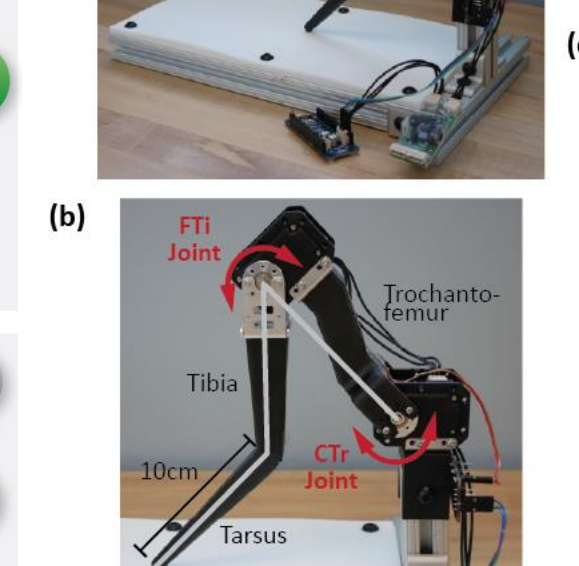 (b)
FTi
Joint
Trochanto-
femur
Tibia
CTr
Joint
10cm
Tarsus